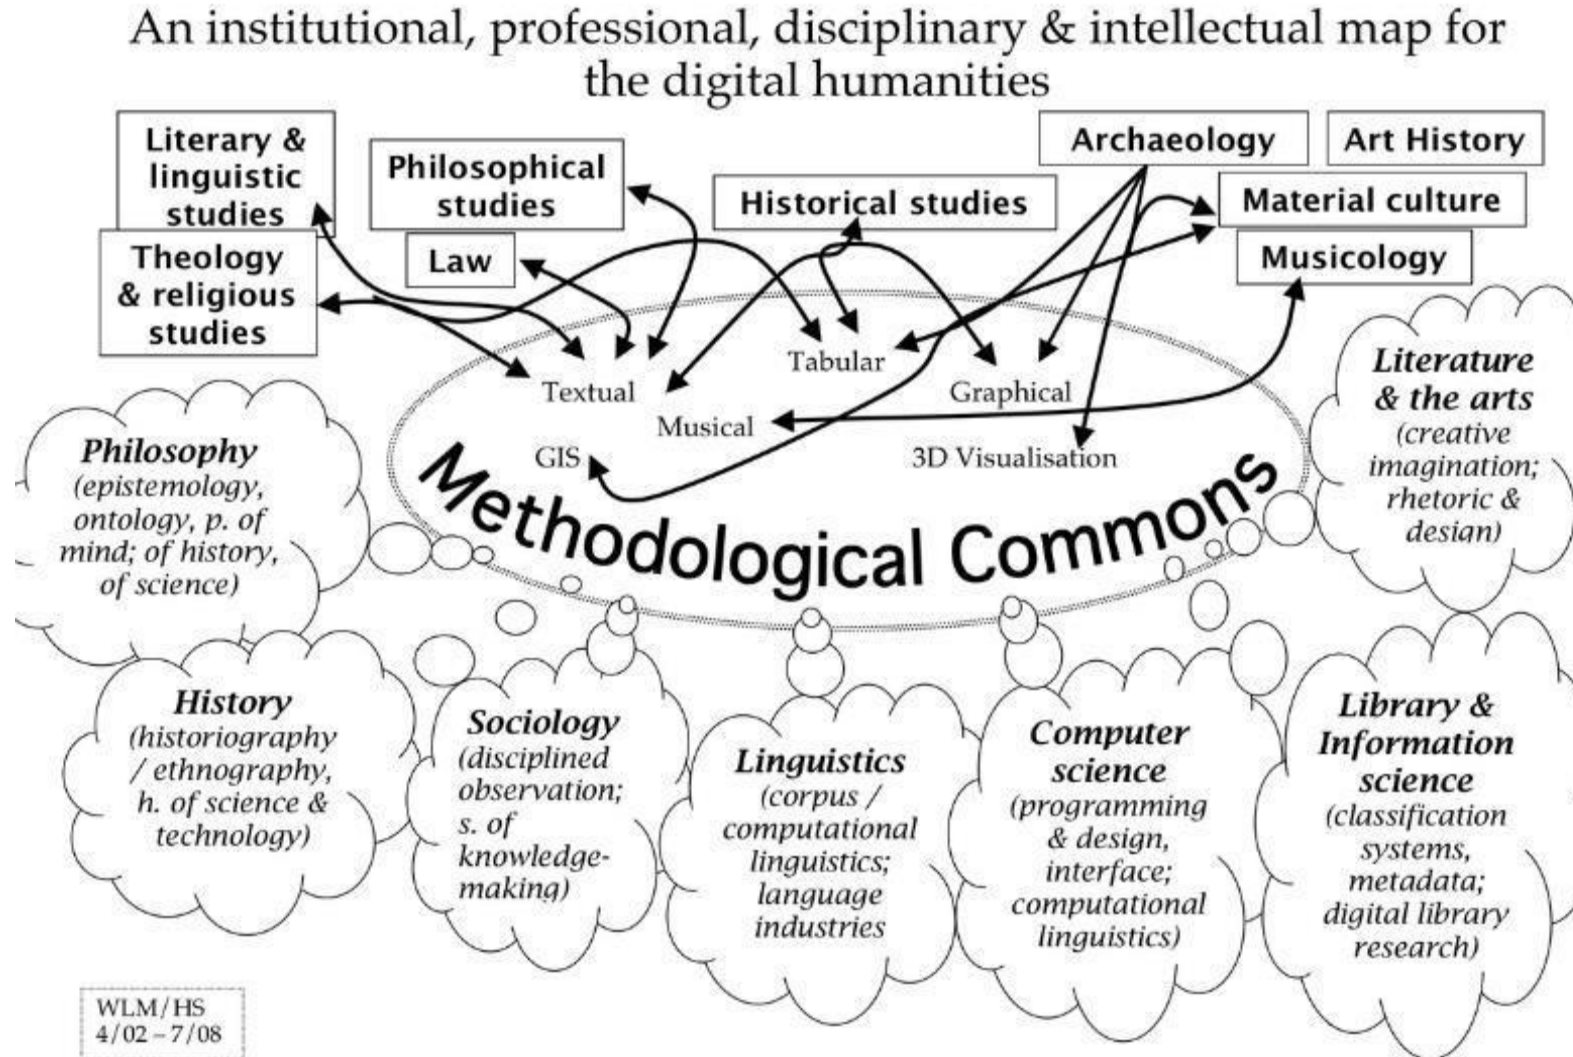 An institutional, professional, disciplinary & intellectual map for
the digital humanities
Literary &
linguistic
studies
Theology
& religious
studies
Philosophical
studies
Law
Historical studies
Archaeology
Art History
Material culture
Musicology
Textual
Tabular
Graphical
Musical
GIS
3D Visualisation
Methodological Commons
Philosophy
(epistemology,
ontology, p. of
mind; of history,
of science)
Literature
& the arts
(creative
imagination;
rhetoric &
design)
History
(historiography
/ ethnography,
h. of science &
technology)
Sociology
(disciplined
observation;
s. of
knowledge-
making)
Linguistics
(corpus /
computational
linguistics;
language
industries
Computer
science
(programming
& design,
interface;
computational
linguistics)
Library &
Information
science
(classification
systems,
metadata;
digital library
research)
WLM/HS
4/02 – 7/08